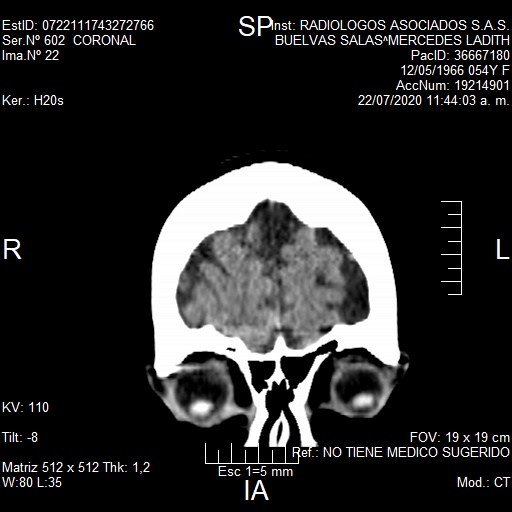 EstID: 0722111743272766
Ser.Nº 602 CORONAL
Ima.Nº 22
Ker.: H20s
SP
Inst: RADIOLOGOS ASOCIADOS S.A.S.
BUELVAS SALAS^MERCEDES LADITH
PacID: 36667180
12/05/1966 054Y F
AccNum: 19214901
22/07/2020 11:44:03 a. m.
R
L
KV: 110
Tilt: -8
Matriz 512 x 512 Thk: 1,2
W:80 L:35
Esc 1=5 mm
IA
FOV: 19 x 19 cm
Ref.: NO TIENE MEDICO SUGERIDO
Mod.: CT